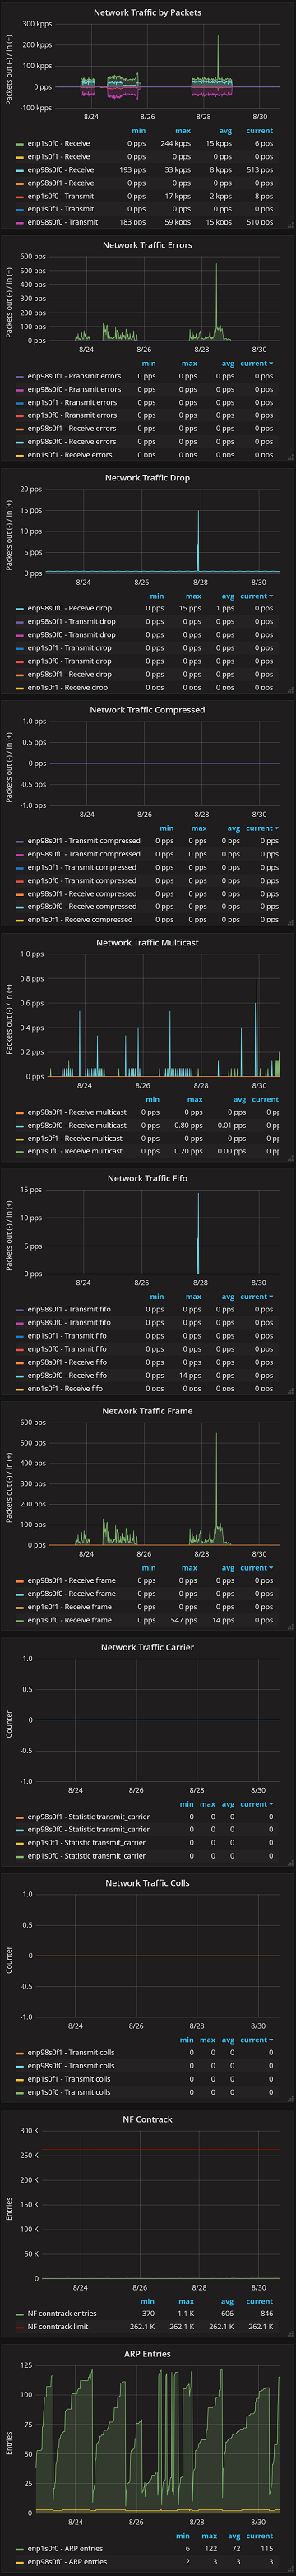 Network Traffic by Packets
Packets out (-) / in (+)
300 kpps
200 kpps
100 kpps
0 pps
-100 kpps
8/24 8/26 8/28 8/30
min max avg current
enp1s0f0 - Receive 0 pps 244 kpps 15 kpps 6 pps
enp1s0f1 - Receive 0 pps 0 pps 0 pps 0 pps
enp98s0f0 - Receive 193 pps 33 kpps 8 kpps 513 pps
enp98s0f1 - Receive 0 pps 0 pps 0 pps 0 pps
enp1s0f0 - Transmit 0 pps 17 kpps 2 kpps 8 pps
enp1s0f1 - Transmit 0 pps 0 pps 0 pps 0 pps
enp98s0f0 - Transmit 183 pps 59 kpps 15 kpps 510 pps
Network Traffic Errors
Packets out (-) / in (+)
600 pps
500 pps
400 pps
300 pps
200 pps
100 pps
0 pps
8/24 8/26 8/28 8/30
min max avg current
enp98s0f1 - Rransmit errors 0 pps 0 pps 0 pps 0 pps
enp98s0f0 - Rransmit errors 0 pps 0 pps 0 pps 0 pps
enp1s0f1 - Rransmit errors 0 pps 0 pps 0 pps 0 pps
enp1s0f0 - Rransmit errors 0 pps 0 pps 0 pps 0 pps
enp98s0f1 - Receive errors 0 pps 0 pps 0 pps 0 pps
enp98s0f0 - Receive errors 0 pps 0 pps 0 pps 0 pps
enp1s0f1 - Receive errors 0 pps 0 pps 0 pps 0 pps
Network Traffic Drop
Packets out (-) / in (+)
20 pps
15 pps
10 pps
5 pps
0 pps
8/24 8/26 8/28 8/30
min max avg current
enp98s0f0 - Receive drop 0 pps 15 pps 1 pps 0 pps
enp98s0f1 - Transmit drop 0 pps 0 pps 0 pps 0 pps
enp98s0f0 - Transmit drop 0 pps 0 pps 0 pps 0 pps
enp1s0f1 - Transmit drop 0 pps 0 pps 0 pps 0 pps
enp1s0f0 - Transmit drop 0 pps 0 pps 0 pps 0 pps
enp98s0f1 - Receive drop 0 pps 0 pps 0 pps 0 pps
enp1s0f1 - Receive drop 0 pps 0 pps 0 pps 0 pps
Network Traffic Compressed
Packets out (-) / in (+)
1.0 pps
0.5 pps
0 pps
-0.5 pps
-1.0 pps
8/24 8/26 8/28 8/30
min max avg current
enp98s0f1 - Transmit compressed 0 pps 0 pps 0 pps 0 pps
enp98s0f0 - Transmit compressed 0 pps 0 pps 0 pps 0 pps
enp1s0f1 - Transmit compressed 0 pps 0 pps 0 pps 0 pps
enp1s0f0 - Transmit compressed 0 pps 0 pps 0 pps 0 pps
enp98s0f1 - Receive compressed 0 pps 0 pps 0 pps 0 pps
enp98s0f0 - Receive compressed 0 pps 0 pps 0 pps 0 pps
enp1s0f1 - Receive compressed 0 pps 0 pps 0 pps 0 pps
Network Traffic Multicast
Packets out (-) / in (+)
1.0 pps
0.8 pps
0.6 pps
0.4 pps
0.2 pps
0 pps
8/24 8/26 8/28 8/30
min max avg current
enp98s0f1 - Receive multicast 0 pps 0 pps 0 pps 0 pp
enp98s0f0 - Receive multicast 0 pps 0.80 pps 0.01 pps 0 pp
enp1s0f1 - Receive multicast 0 pps 0 pps 0 pps 0 pp
enp1s0f0 - Receive multicast 0 pps 0.20 pps 0.00 pps 0 pp
Network Traffic Fifo
Packets out (-) / in (+)
15 pps
10 pps
5 pps
0 pps
8/24 8/26 8/28 8/30
min max avg current
enp98s0f1 - Transmit fifo 0 pps 0 pps 0 pps 0 pps
enp98s0f0 - Transmit fifo 0 pps 0 pps 0 pps 0 pps
enp1s0f1 - Transmit fifo 0 pps 0 pps 0 pps 0 pps
enp1s0f0 - Transmit fifo 0 pps 0 pps 0 pps 0 pps
enp98s0f1 - Receive fifo 0 pps 0 pps 0 pps 0 pps
enp98s0f0 - Receive fifo 0 pps 14 pps 0 pps 0 pps
enp1s0f1 - Receive fifo 0 pps 0 pps 0 pps 0 pps
Network Traffic Frame
Packets out (-) / in (+)
600 pps
500 pps
400 pps
300 pps
200 pps
100 pps
0 pps
8/24 8/26 8/28 8/30
min max avg current
enp98s0f1 - Receive frame 0 pps 0 pps 0 pps 0 pps
enp98s0f0 - Receive frame 0 pps 0 pps 0 pps 0 pps
enp1s0f1 - Receive frame 0 pps 0 pps 0 pps 0 pps
enp1s0f0 - Receive frame 0 pps 547 pps 14 pps 0 pps
Network Traffic Carrier
Counter
1.0
0.5
0
-0.5
-1.0
8/24 8/26 8/28 8/30
min max avg current
enp98s0f1 - Statistic transmit_carrier 0 0 0 0
enp98s0f0 - Statistic transmit_carrier 0 0 0 0
enp1s0f1 - Statistic transmit_carrier 0 0 0 0
enp1s0f0 - Statistic transmit_carrier 0 0 0 0
Network Traffic Colls
Counter
1.0
0.5
0
-0.5
-1.0
8/24 8/26 8/28 8/30
min max avg current
enp98s0f1 - Transmit colls 0 0 0 0
enp98s0f0 - Transmit colls 0 0 0 0
enp1s0f1 - Transmit colls 0 0 0 0
enp1s0f0 - Transmit colls 0 0 0 0
NF Contrack
Entries
300 K
250 K
200 K
150 K
100 K
50 K
0
8/24 8/26 8/28 8/30
min max avg current
NF conntrack entries 370 1.1 K 606 846
NF conntrack limit 262.1 K 262.1 K 262.1 K 262.1 K
ARP Entries
Entries
125
100
75
50
25
0
8/24 8/26 8/28 8/30
min max avg current
enp1s0f0 - ARP entries 6 122 72 115
enp98s0f0 - ARP entries 2 3 3 3